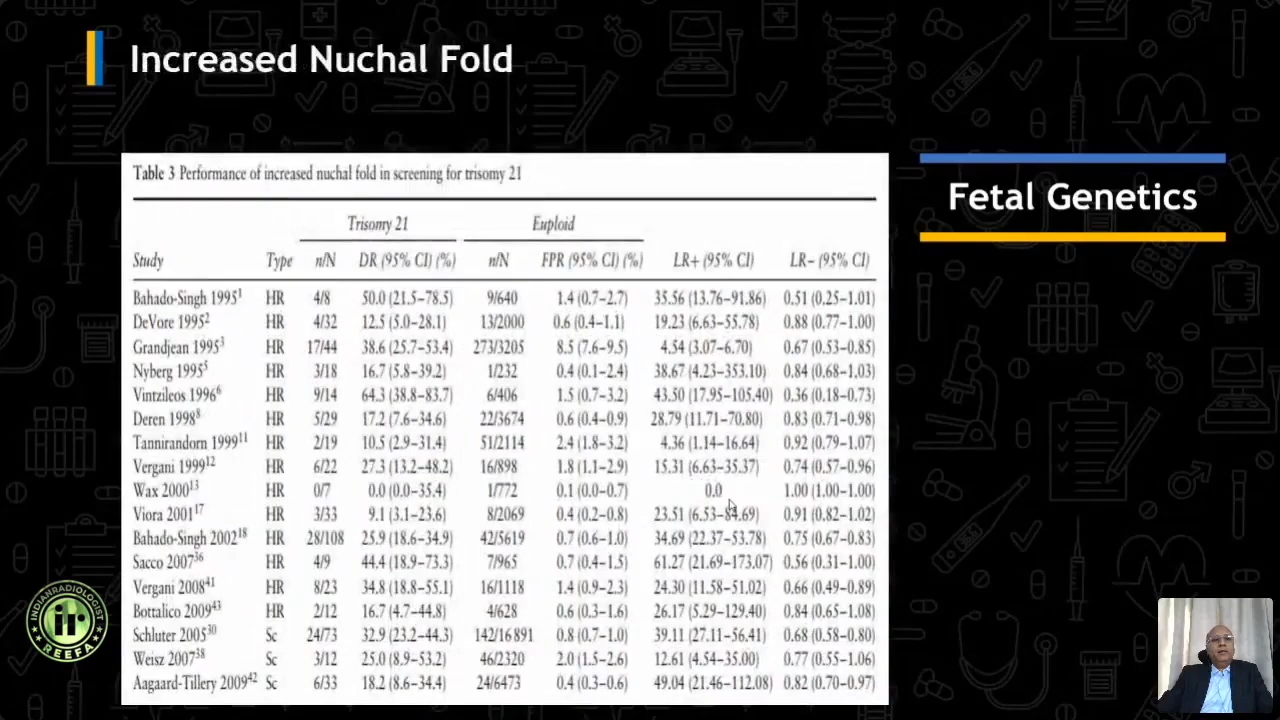 Increased Nuchal Fold
Table 3 Performance of increased nuchal fold in screening for trisomy 21
Trisomy 21 Euploid
Study Type n/N DR (95% CI) (%) n/N FPR (95% CI) (%) LR+ (95% CI) LR− (95% CI)
Bahado-Singh 1995¹ HR 4/8 50.0 (21.5–78.5) 9/640 1.4 (0.7–2.7) 35.56 (13.76–91.86) 0.51 (0.25–1.01)
DeVore 1995² HR 4/32 12.5 (5.0–28.1) 13/2000 0.6 (0.4–1.1) 19.23 (6.63–55.78) 0.88 (0.77–1.00)
Grandjean 1995³ HR 17/44 38.6 (25.7–53.4) 273/3205 8.5 (7.6–9.5) 4.54 (3.07–6.70) 0.67 (0.53–0.85)
Nyberg 1995⁵ HR 3/18 16.7 (5.8–39.2) 1/232 0.4 (0.1–2.4) 38.67 (4.23–353.10) 0.84 (0.68–1.03)
Vintzileos 1996⁶ HR 9/14 64.3 (38.8–83.7) 6/406 1.5 (0.7–3.2) 43.50 (17.95–105.40) 0.36 (0.18–0.73)
Deren 1998⁸ HR 5/29 17.2 (7.6–34.6) 22/3674 0.6 (0.4–0.9) 28.79 (11.71–70.80) 0.83 (0.71–0.98)
Tannirandorn 1999¹¹ HR 2/19 10.5 (2.9–31.4) 51/2114 2.4 (1.8–3.2) 4.36 (1.14–16.64) 0.92 (0.79–1.07)
Vergani 1999¹² HR 6/22 27.3 (13.2–48.2) 16/898 1.8 (1.1–2.9) 15.31 (6.63–35.37) 0.74 (0.57–0.96)
Wax 2000¹³ HR 0/7 0.0 (0.0–35.4) 1/772 0.1 (0.0–0.7) 0.0 1.00 (1.00–1.00)
Viora 2001¹⁷ HR 3/33 9.1 (3.1–23.6) 8/2069 0.4 (0.2–0.8) 23.51 (6.53–84.69) 0.91 (0.82–1.02)
Bahado-Singh 2002¹⁸ HR 28/108 25.9 (18.6–34.9) 42/5619 0.7 (0.6–1.0) 34.69 (22.37–53.78) 0.75 (0.67–0.83)
Sacco 2007³⁶ HR 4/9 44.4 (18.9–73.3) 7/965 0.7 (0.4–1.5) 61.27 (21.69–173.07) 0.56 (0.31–1.00)
Vergani 2008⁴¹ HR 8/23 34.8 (18.8–55.1) 16/1118 1.4 (0.9–2.3) 24.30 (11.58–51.02) 0.66 (0.49–0.89)
Bottalico 2009⁴³ HR 2/12 16.7 (4.7–44.8) 4/628 0.6 (0.3–1.6) 26.17 (5.29–129.40) 0.84 (0.65–1.08)
Schluter 2005³⁰ Sc 24/73 32.9 (23.2–44.3) 142/16 891 0.8 (0.7–1.0) 39.11 (27.11–56.41) 0.68 (0.58–0.80)
Weisz 2007³⁸ Sc 3/12 25.0 (8.9–53.2) 46/2320 2.0 (1.5–2.6) 12.61 (4.54–35.00) 0.77 (0.55–1.06)
Aagaard-Tillery 2009⁴² Sc 6/33 18.2 (8.6–34.4) 24/6473 0.4 (0.3–0.6) 49.04 (21.46–112.08) 0.82 (0.70–0.97)
Fetal Genetics
INDIANRADIOLOGIST
ir
REEFA